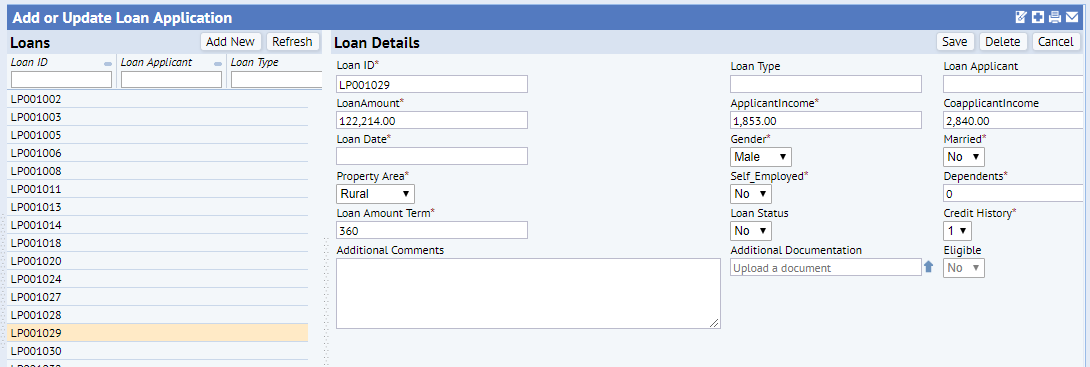 Add or Update Loan Application
Loans
Add New
Refresh
Loan ID
Loan Applicant
Loan Type
LP001002
LP001003
LP001005
LP001006
LP001008
LP001011
LP001013
LP001014
LP001018
LP001020
LP001024
LP001027
LP001028
LP001029
LP001030
Loan Details
Save
Delete
Cancel
Loan ID*
Loan Type
Loan Applicant
LP001029
LoanAmount*
ApplicantIncome*
CoapplicantIncome
122,214.00
1,853.00
2,840.00
Loan Date*
Gender*
Married*
Male
No
Property Area*
Self_Employed*
Dependents*
Rural
No
0
Loan Amount Term*
Loan Status
Credit History*
360
No
1
Additional Comments
Additional Documentation
Eligible
Upload a document
No